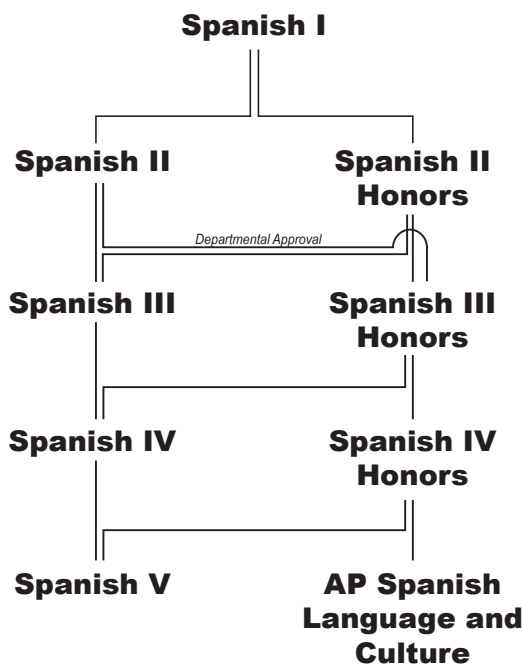 Spanish I
Spanish II
Spanish II
Honors
Departmental Approval
Spanish III
Spanish III
Honors
Spanish IV
Spanish IV
Honors
Spanish V
AP Spanish
Language and
Culture